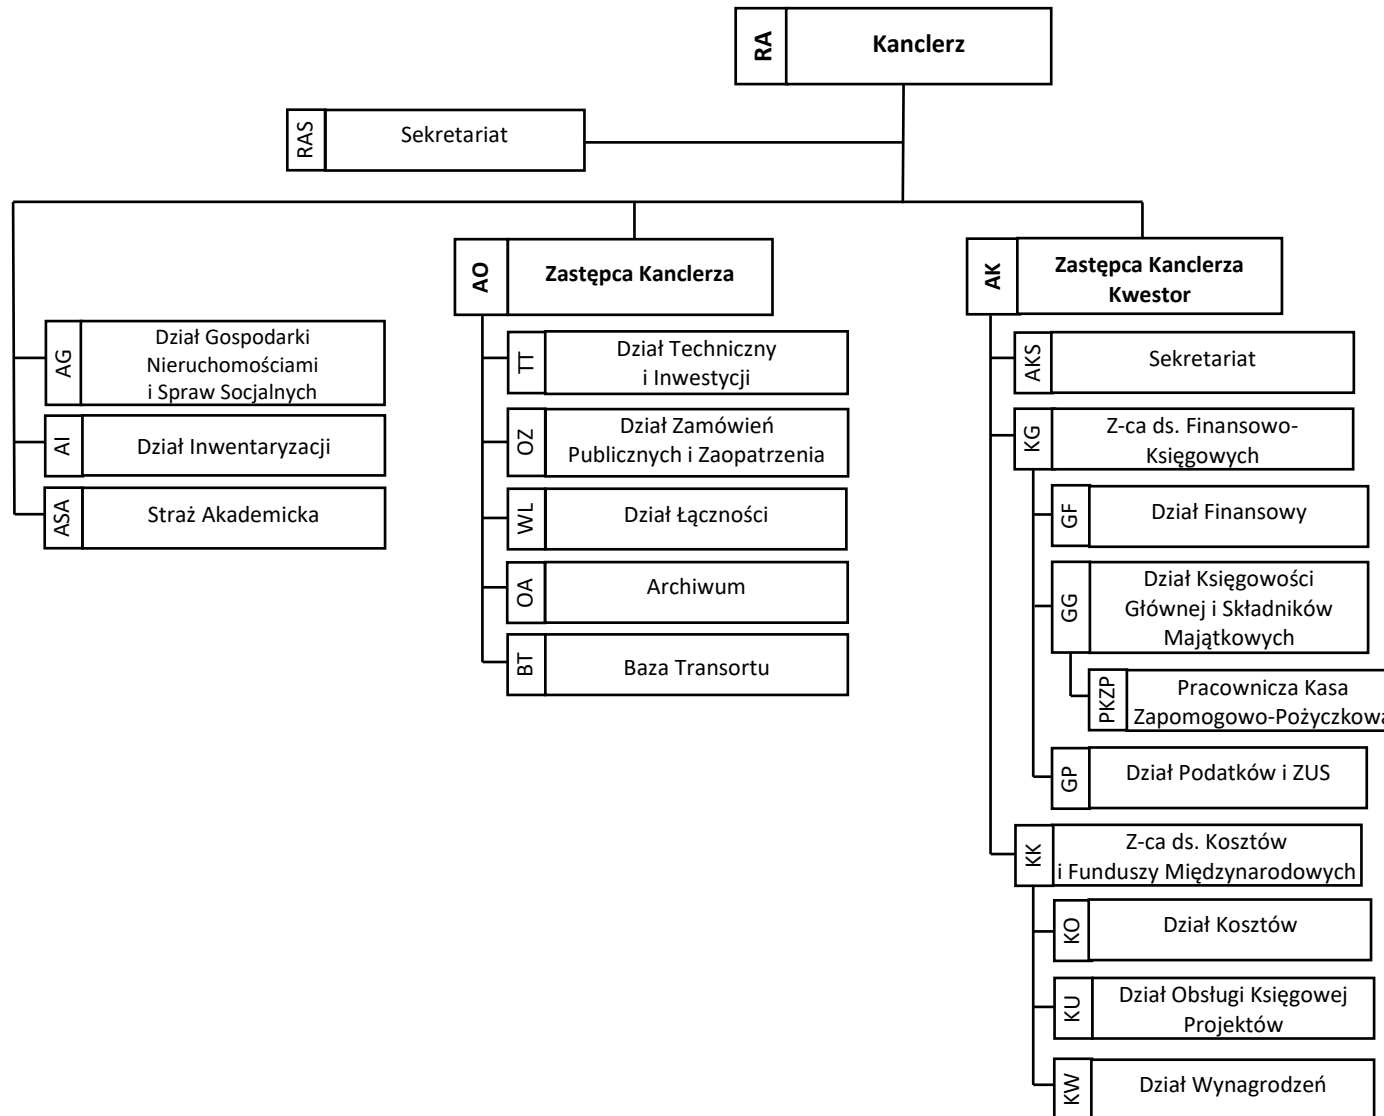 RA
Kanclerz
RAS
Sekretariat
AO
Zastępca Kanclerza
AK
Zastępca Kanclerza
Kwestor
AG
Dział Gospodarki
Nieruchomościami
i Spraw Socjalnych
AI
Dział Inwentaryzacji
ASA
Straż Akademicka
TT
Dział Techniczny
i Inwestycji
OZ
Dział Zamówień
Publicznych i Zaopatrzenia
WL
Dział Łączności
OA
Archiwum
BT
Baza Transortu
AKS
Sekretariat
KG
Z-ca ds. Finansowo-
Księgowych
GF
Dział Finansowy
GG
Dział Księgowości
Głównej i Składników
Majątkowych
PKZP
Pracownicza Kasa
Zapomogowo-Pożyczkowa
GP
Dział Podatków i ZUS
KK
Z-ca ds. Kosztów
i Funduszy Międzynarodowych
KO
Dział Kosztów
KU
Dział Obsługi Księgowej
Projektów
KW
Dział Wynagrodzeń